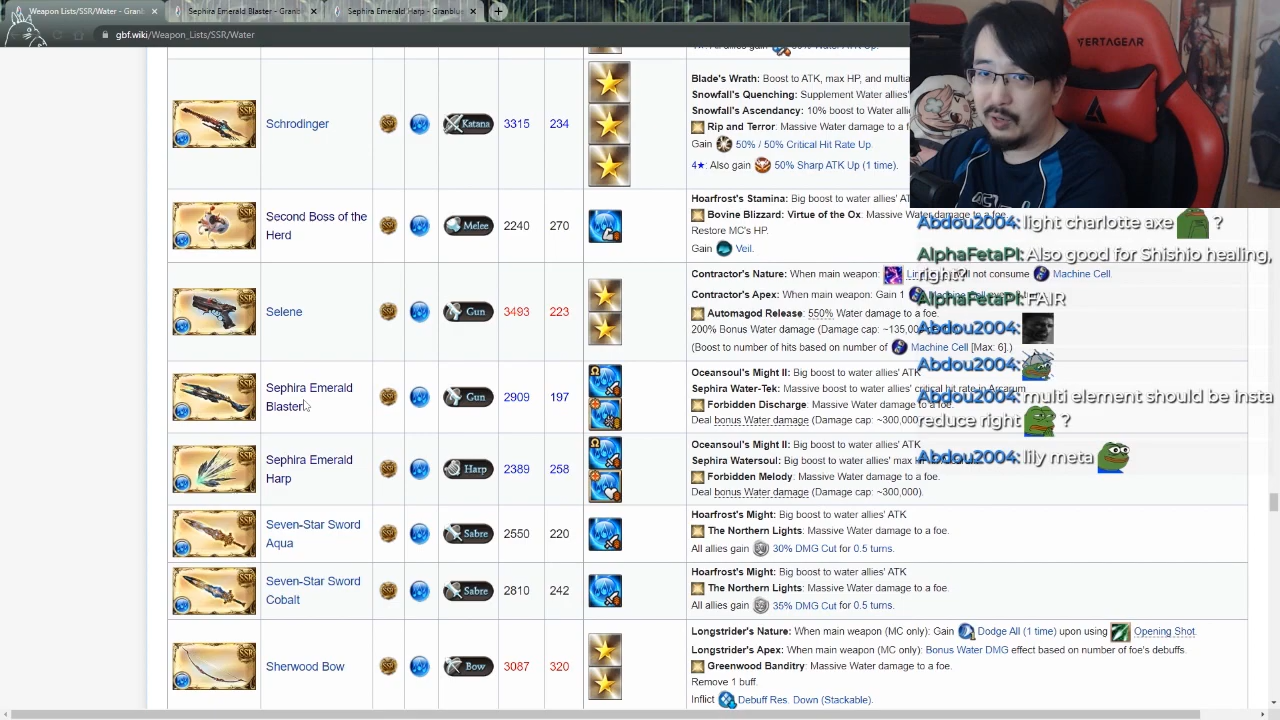 Weapon Lists/SSR/Water - Gran
Sephira Emerald Blaster - Granb
Sephira Emerald Harp - Granblue
gbf.wiki/Weapon_Lists/SSR/Water
VERTAGEAR
Schrodinger
Katana
3315
234
Blade's Wrath: Boost to ATK, max HP, and multia
Snowfall's Quenching: Supplement Water allies'
Snowfall's Ascendancy: 10% boost to Water all
Rip and Terror: Massive Water damage to a f
Gain 50% / 50% Critical Hit Rate Up.
4★: Also gain 50% Sharp ATK Up (1 time).
Second Boss of the
Herd
Melee
2240
270
Hoarfrost's Stamina: Big boost to water allies' A
Bovine Blizzard: Virtue of the Ox. Massive Water damage to a foe.
Restore MC's HP.
Gain Veil.
Selene
Gun
3493
223
Contractor's Nature: When main weapon: not consume Machine Cell.
Contractor's Apex: When main weapon: Gain 1
Automagod Release: 550% Water damage to a foe.
200% Bonus Water damage (Damage cap: ~135,0
(Boost to number of hits based on number of Machine Cell [Max: 6].)
Sephira Emerald
Blaster
Gun
2909
197
Oceansoul's Might II: Big boost to water allies' ATK
Sephira Water-Tek: Massive boost to water allies' critical hit rate in Arcarum
Forbidden Discharge: Massive Water damage to a foe.
Deal bonus Water damage (Damage cap: ~300,000
Sephira Emerald
Harp
Harp
2389
258
Oceansoul's Might II: Big boost to water allies' ATK
Sephira Watersoul: Big boost to water allies' max
Forbidden Melody: Massive Water damage to a foe.
Deal bonus Water damage (Damage cap: ~300,000).
Seven-Star Sword
Aqua
Sabre
2550
220
Hoarfrost's Might: Big boost to water allies' ATK
The Northern Lights: Massive Water damage to a foe.
All allies gain 30% DMG Cut for 0.5 turns.
Seven-Star Sword
Cobalt
Sabre
2810
242
Hoarfrost's Might: Big boost to water allies' ATK
The Northern Lights: Massive Water damage to a foe.
All allies gain 35% DMG Cut for 0.5 turns.
Sherwood Bow
Bow
3087
320
Longstrider's Nature: When main weapon (MC only): Gain Dodge All (1 time) upon using Opening Shot.
Longstrider's Apex: When main weapon (MC only): Bonus Water DMG effect based on number of foe's debuffs.
Greenwood Banditry: Massive Water damage to a foe.
Remove 1 buff.
Inflict Debuff Res. Down (Stackable).
Abdou2004: light charlotte axe ?
AlphaFetaPI: Also good for Shishio healing,
right?
AlphaFetaPI: FAIR
Abdou2004:
Abdou2004:
Abdou2004: multi element should be insta
reduce right ?
Abdou2004: lily meta